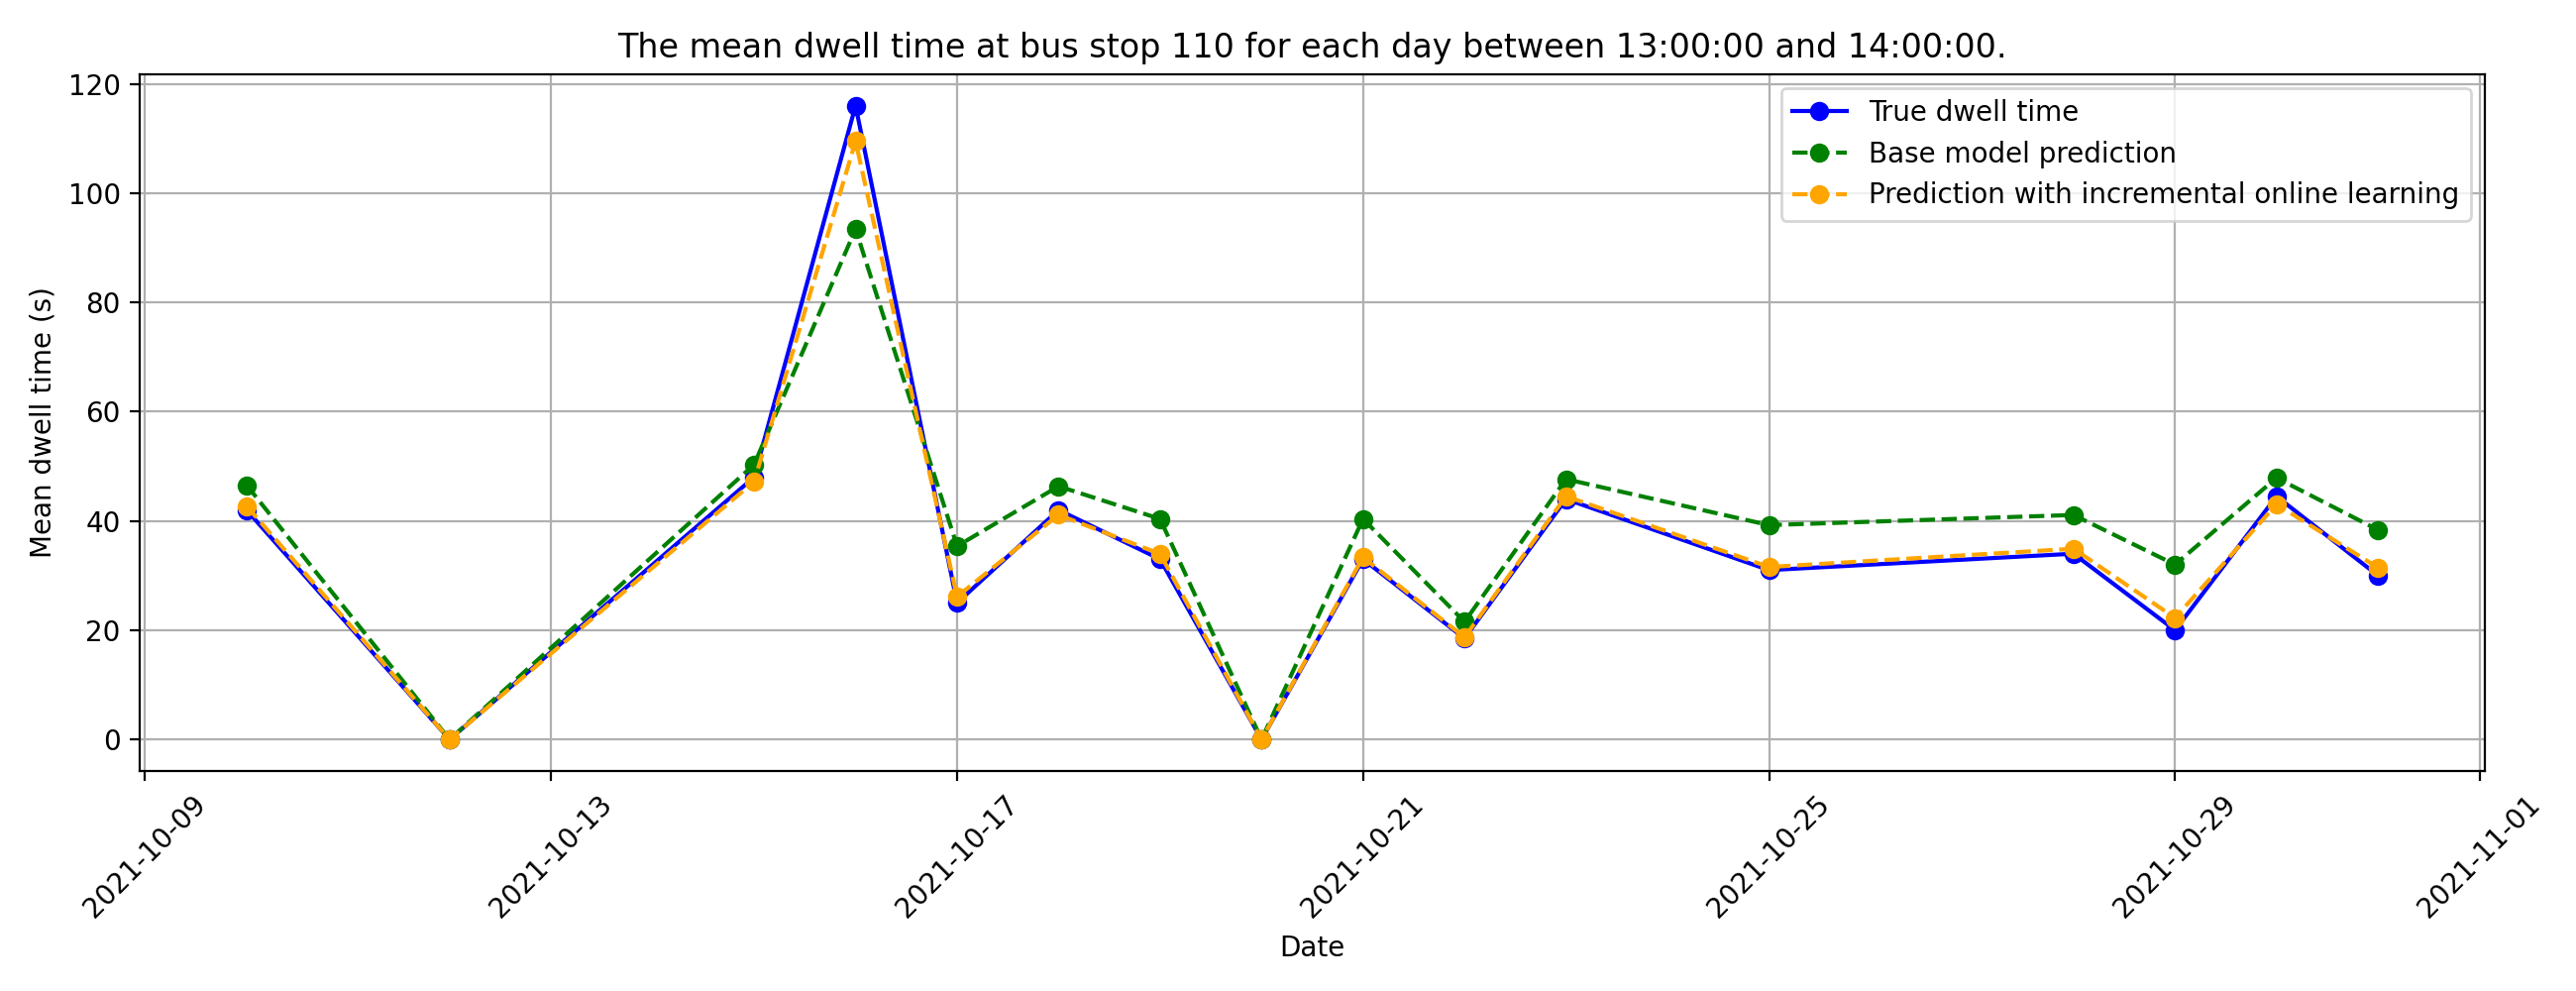 The mean dwell time at bus stop 110 for each day between 13:00:00 and 14:00:00.
120
100
80
60
40
20
0
Mean dwell time (s)
True dwell time
Base model prediction
Prediction with incremental online learning
2021-10-09
2021-10-13
2021-10-17
2021-10-21
2021-10-25
2021-10-29
2021-11-01
Date